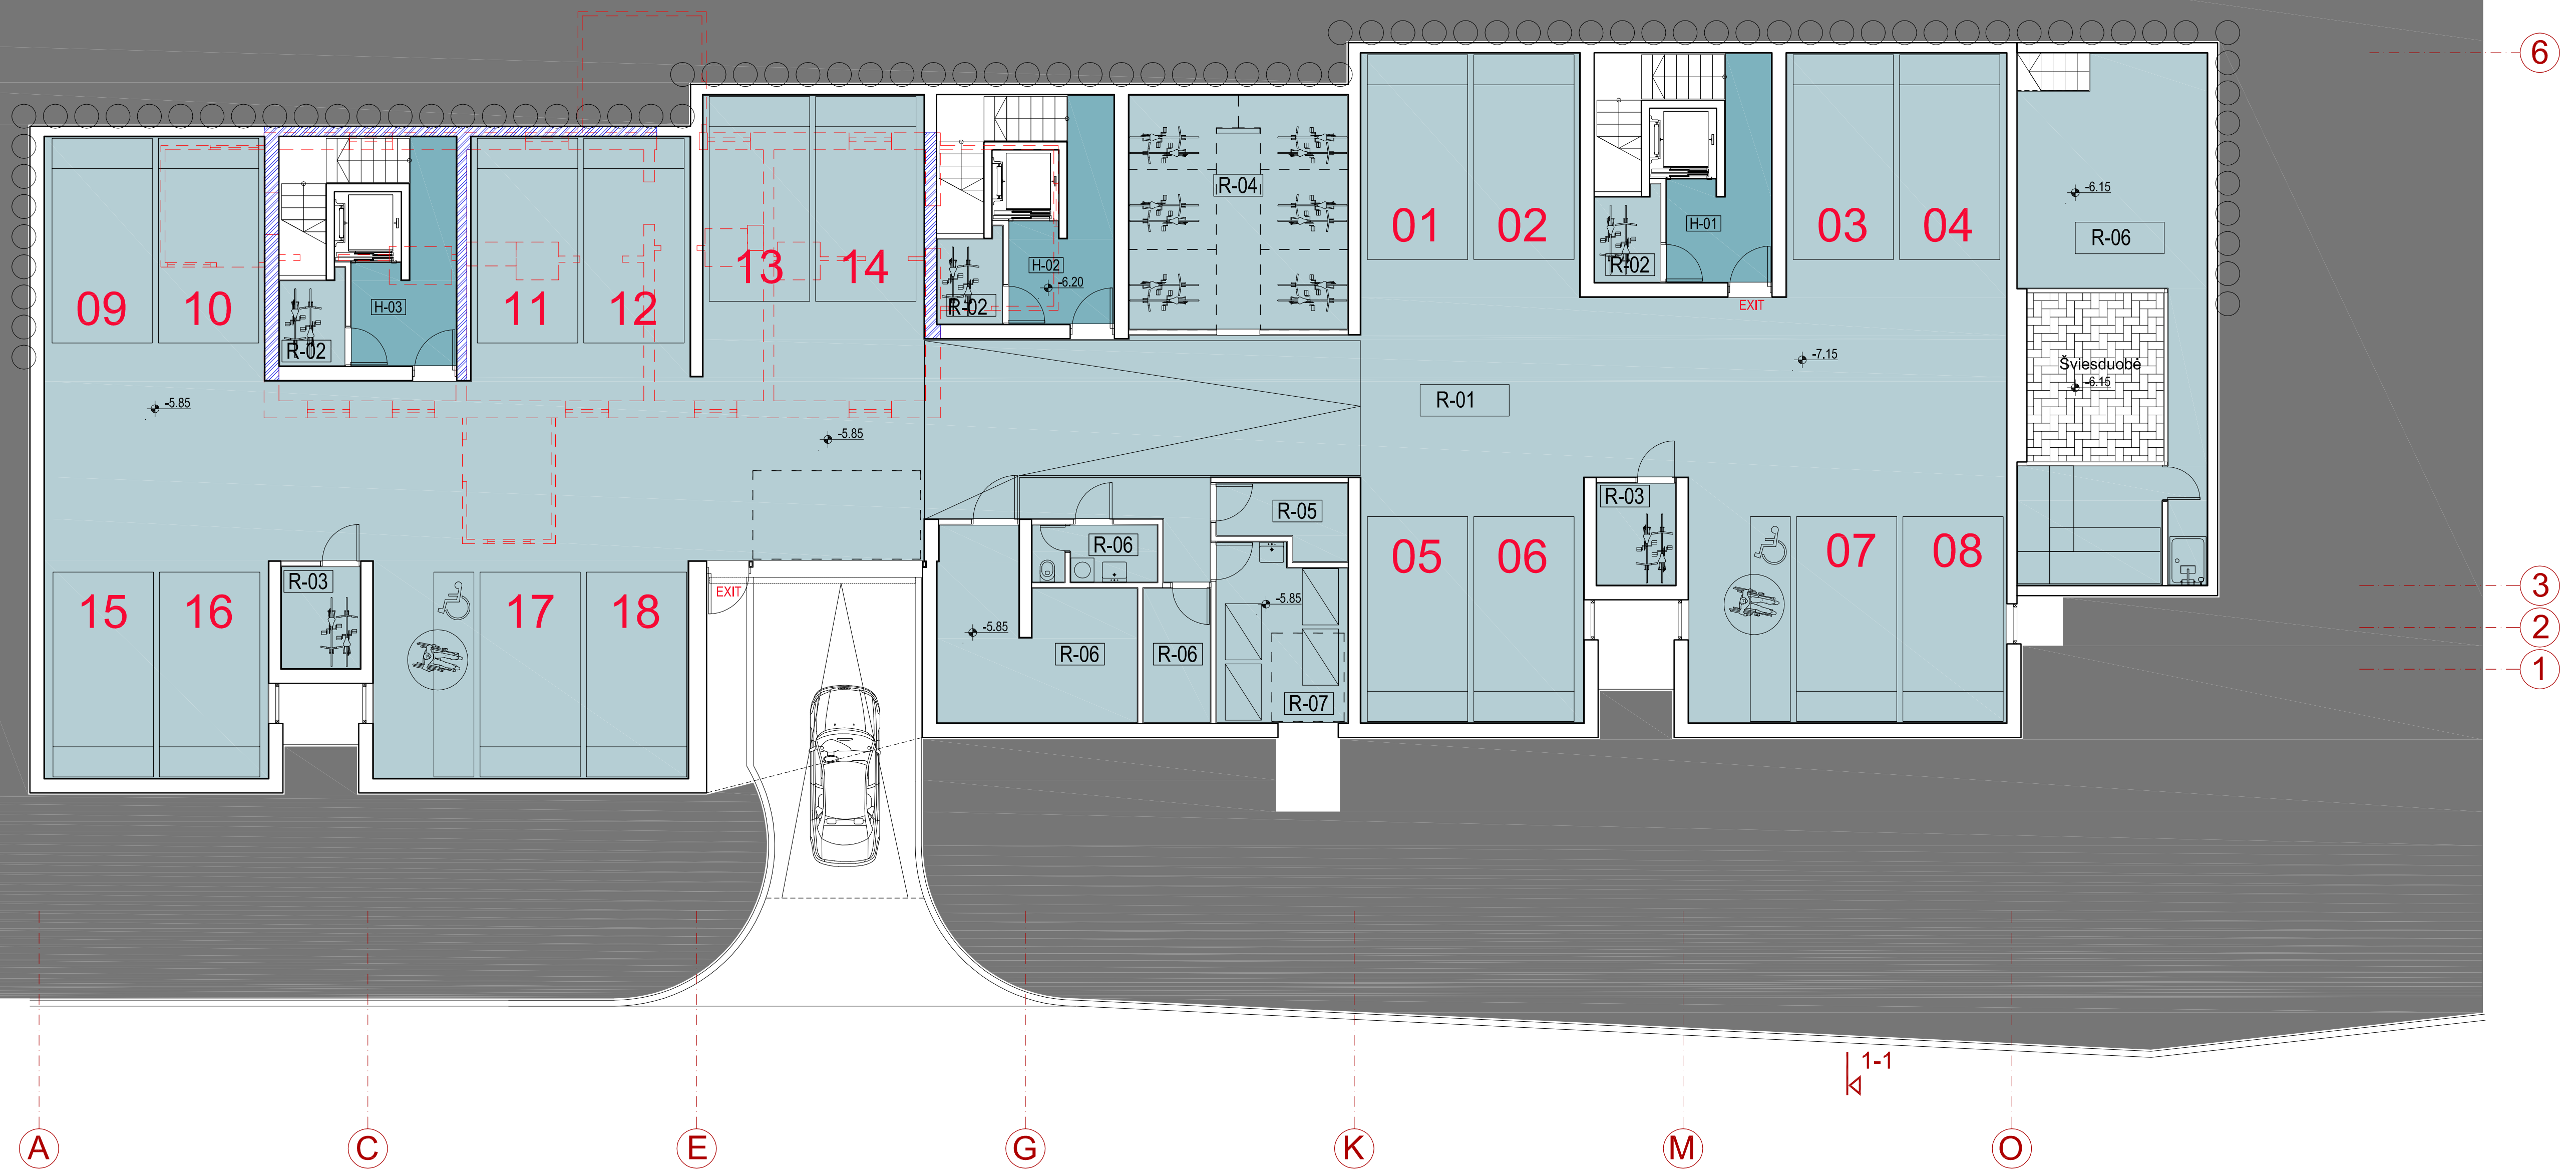 6
-6.15
R-04
01
02
03
04
H-01
R-06
R-02
13
14
H-02
-6.20
R-02
09
10
11
12
H-03
EXIT
R-02
-7.15
Šviesduobė
-6.15
R-01
-5.85
-5.85
R-03
R-05
R-06
05
06
07
08
R-03
EXIT
3
15
16
17
18
-5.85
-5.85
2
R-06
R-06
1
R-07
1-1
A
C
E
G
K
M
O